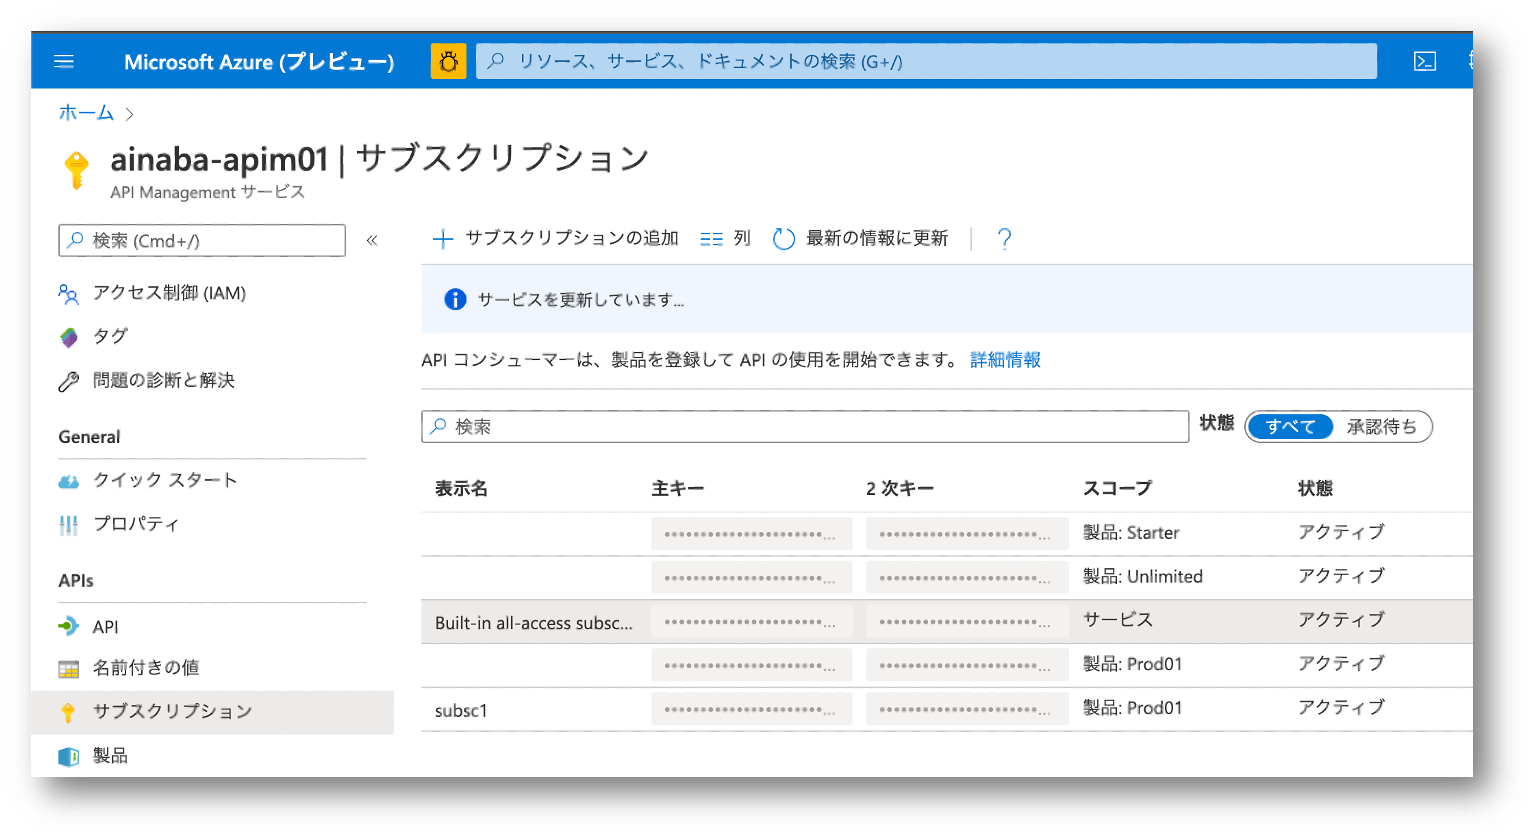 Microsoft Azure (プレビュー)
リソース、サービス、ドキュメントの検索 (G+/)
ホーム >
ainaba-apim01 | サブスクリプション
API Management サービス
検索 (Cmd+/)
«
アクセス制御 (IAM)
タグ
問題の診断と解決
General
クイック スタート
プロパティ
APIs
API
名前付きの値
サブスクリプション
製品
+ サブスクリプションの追加 列 最新の情報に更新 | ?
サービスを更新しています...
API コンシューマーは、製品を登録して API の使用を開始できます。 詳細情報
検索 状態 すべて 承認待ち
表示名 主キー 2 次キー スコープ 状態
••••••••••••••••••••••... ••••••••••••••••••••••... 製品: Starter アクティブ
••••••••••••••••••••••... ••••••••••••••••••••••... 製品: Unlimited アクティブ
Built-in all-access subsc... ••••••••••••••••••••••... ••••••••••••••••••••••... サービス アクティブ
••••••••••••••••••••••... ••••••••••••••••••••••... 製品: Prod01 アクティブ
subsc1 ••••••••••••••••••••••... ••••••••••••••••••••••... 製品: Prod01 アクティブ